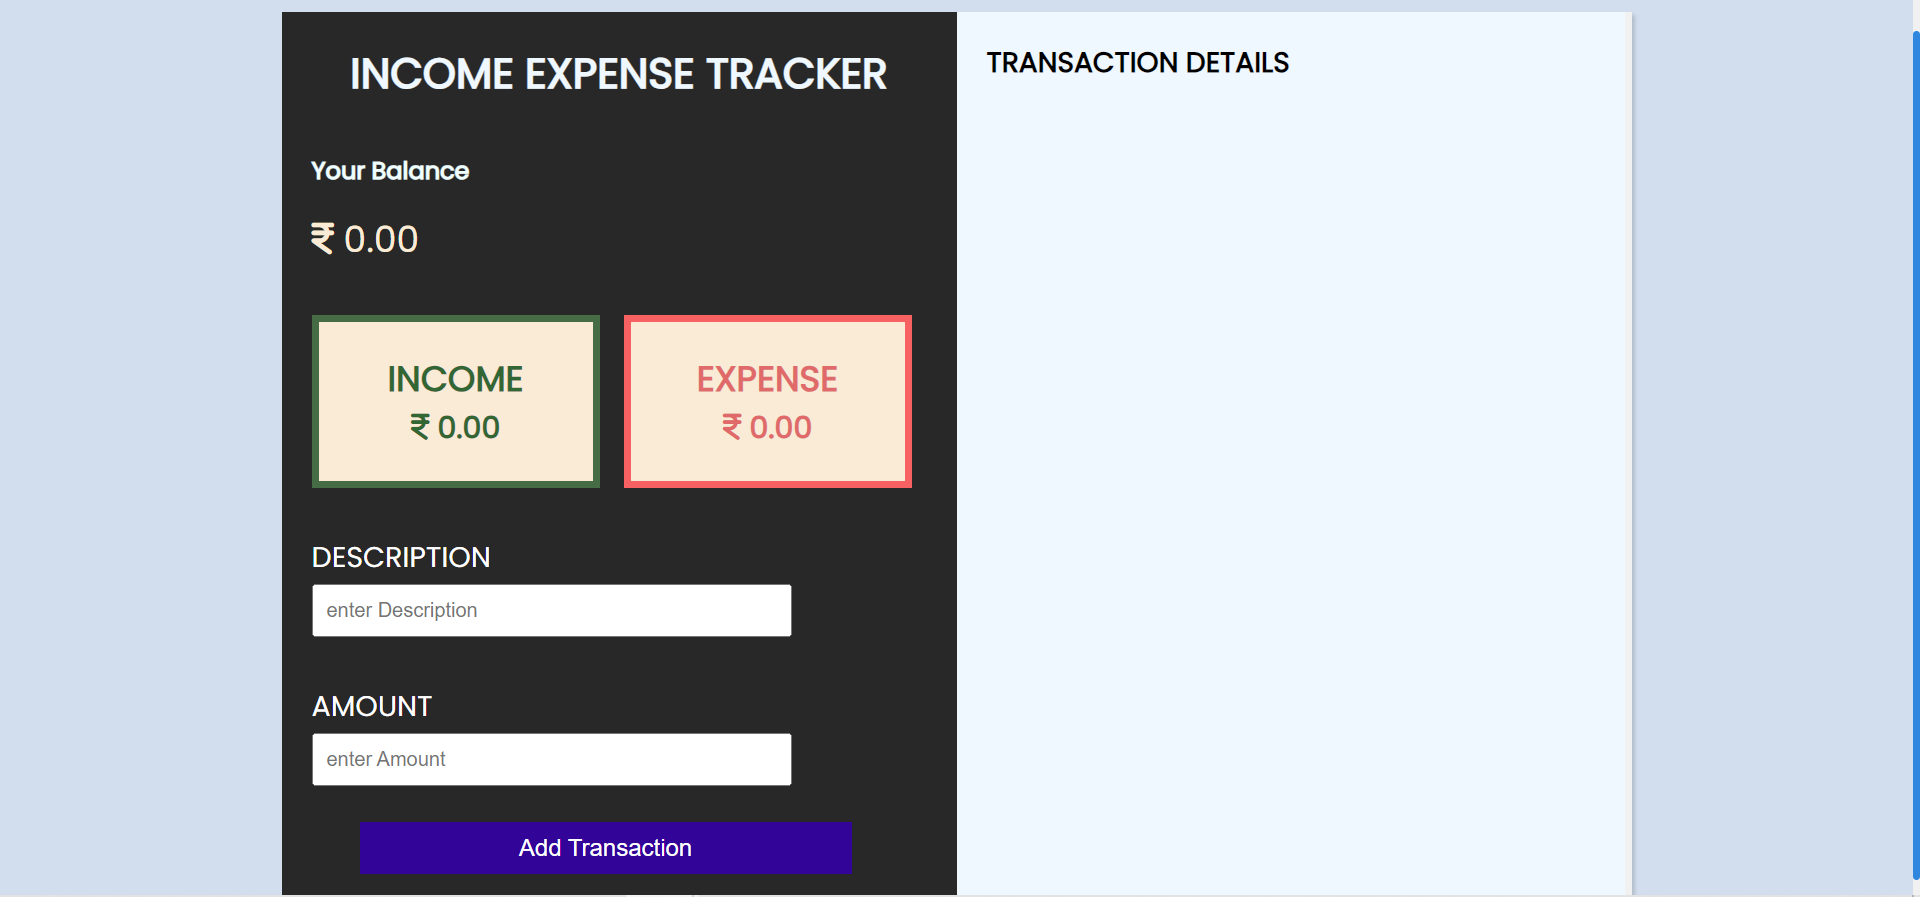 INCOME EXPENSE TRACKER
Your Balance
₹ 0.00
INCOME
₹ 0.00
EXPENSE
₹ 0.00
DESCRIPTION
enter Description
AMOUNT
enter Amount
Add Transaction
TRANSACTION DETAILS